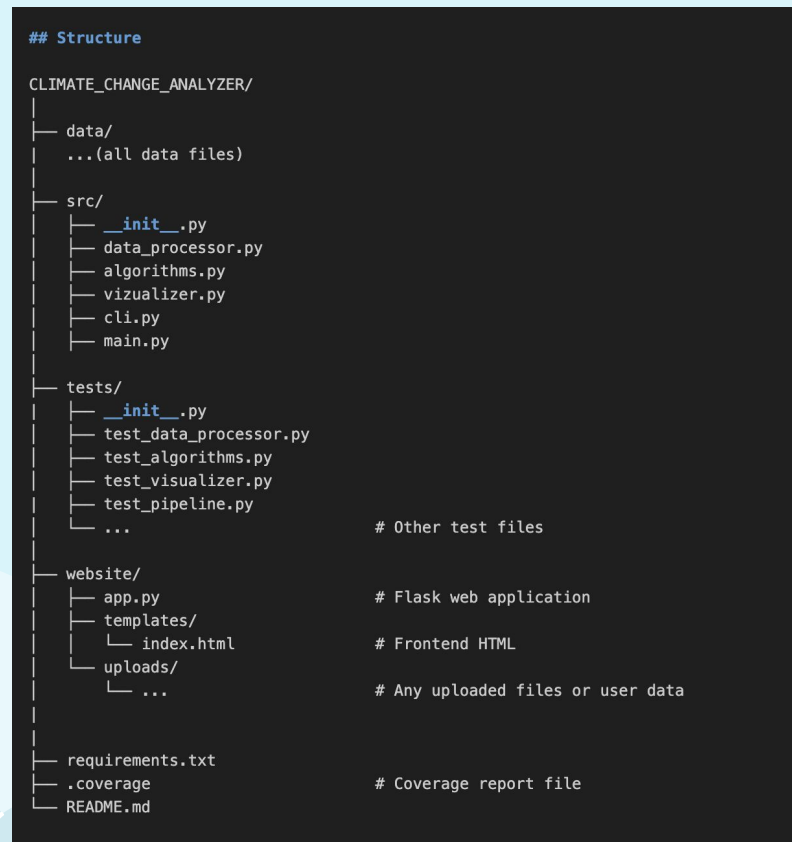 ## Structure
CLIMATE_CHANGE_ANALYZER/
│
├── data/
│   ...(all data files)
│
├── src/
│   ├── __init__.py
│   ├── data_processor.py
│   ├── algorithms.py
│   ├── vizualizer.py
│   ├── cli.py
│   ├── main.py
│
├── tests/
│   ├── __init__.py
│   ├── test_data_processor.py
│   ├── test_algorithms.py
│   ├── test_visualizer.py
│   ├── test_pipeline.py
│   └── ...                       # Other test files
│
├── website/
│   ├── app.py                    # Flask web application
│   ├── templates/
│   │   └── index.html            # Frontend HTML
│   └── uploads/
│       └── ...                   # Any uploaded files or user data
│
│
├── requirements.txt
├── .coverage                     # Coverage report file
└── README.md